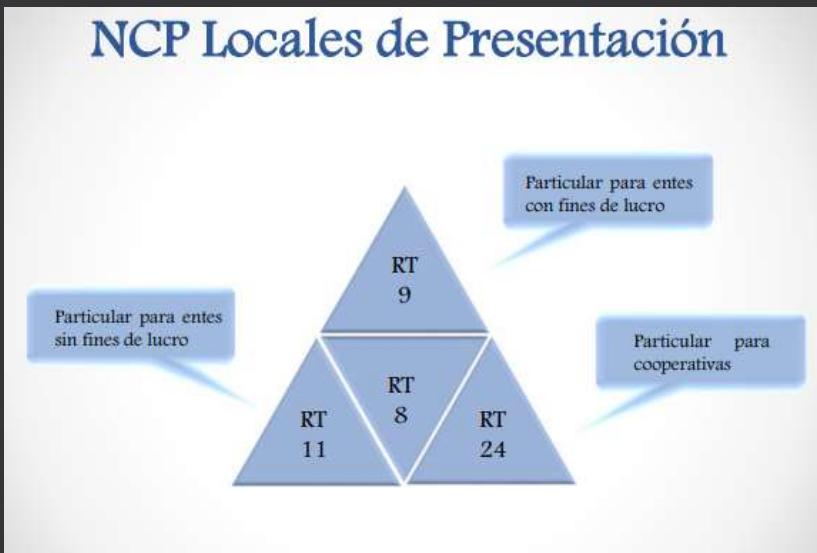 NCP Locales de Presentación
Particular para entes
con fines de lucro
RT
9
Particular para entes
sin fines de lucro
Particular para
cooperativas
RT
8
RT
11
RT
24